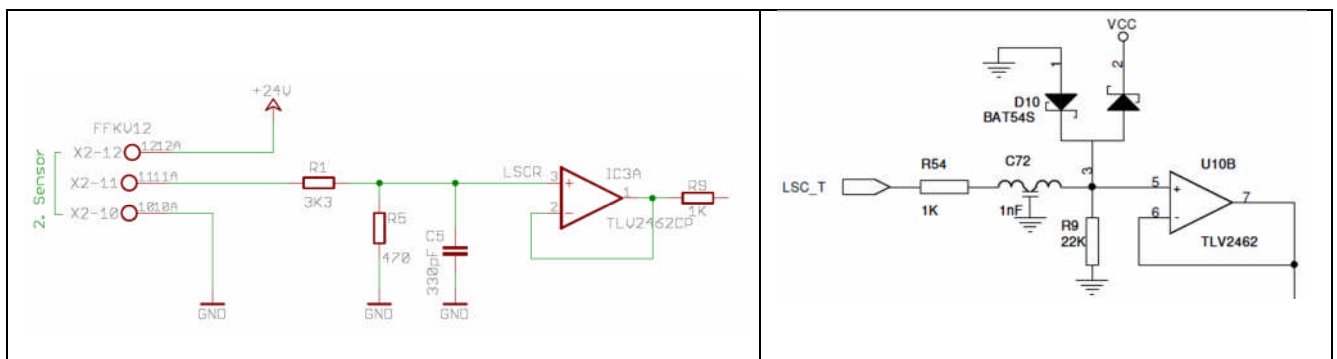 +24V
FFKV12
X2-12 1212A
X2-11 1111A
X2-10 1010A
2. Sensor
R1
3K3
R5
470
C5
330pF
LSCR
IC3A
3
2
1
TLV2462CP
R9
1K
GND
GND
GND
VCC
1
2
D10
BAT54S
3
LSC_T
R54
1K
C72
1nF
R9
22K
U10B
5
6
7
TLV2462